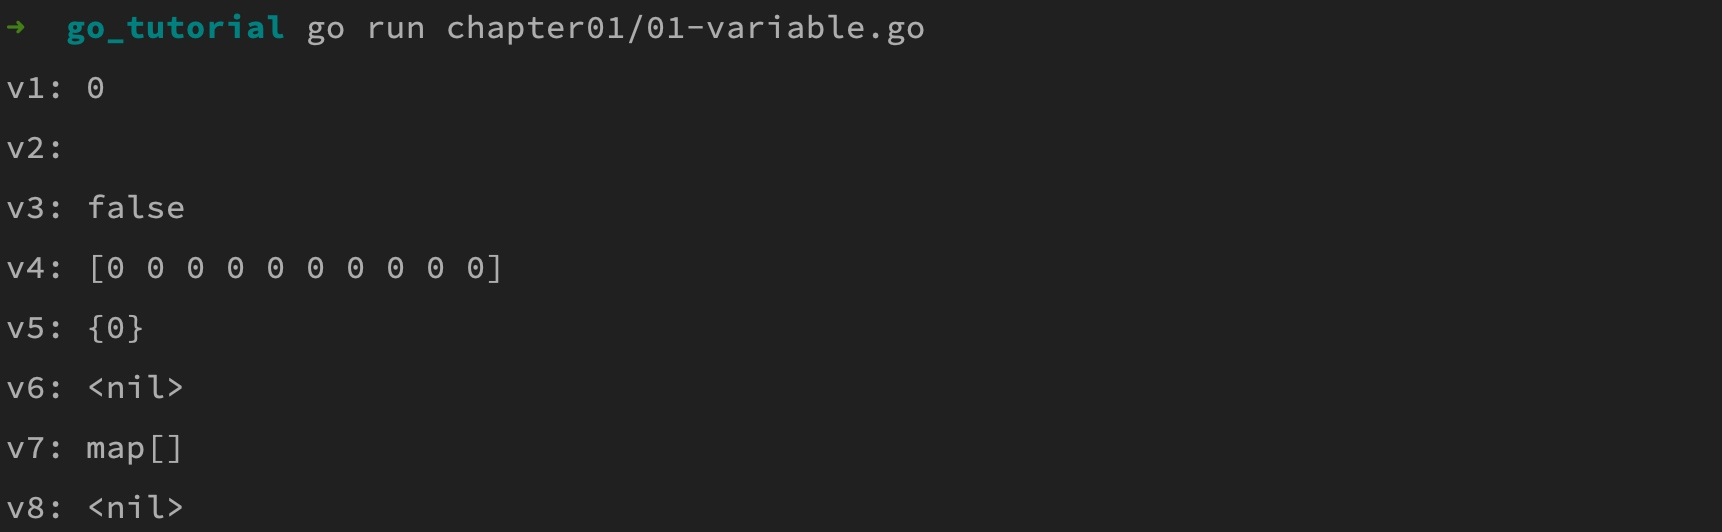 ➜  go_tutorial go run chapter01/01-variable.go
v1: 0
v2:
v3: false
v4: [0 0 0 0 0 0 0 0 0 0]
v5: {0}
v6: <nil>
v7: map[]
v8: <nil>